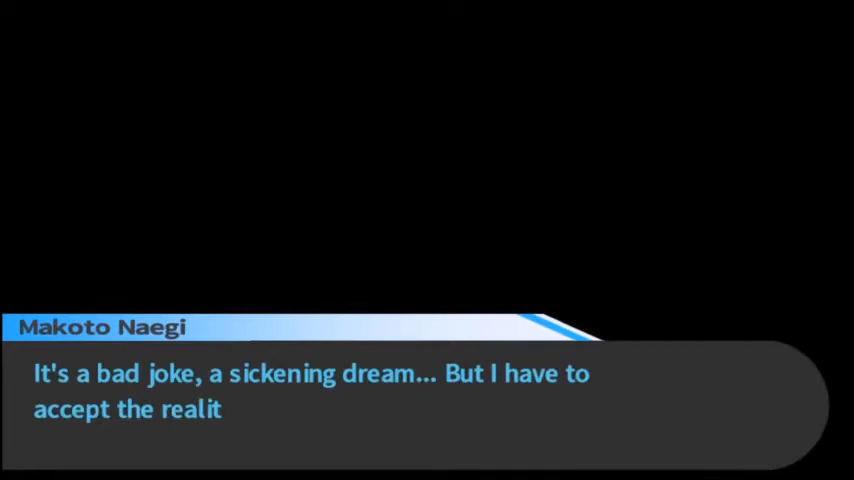 Makoto Naegi
It's a bad joke, a sickening dream... But I have to
accept the realit